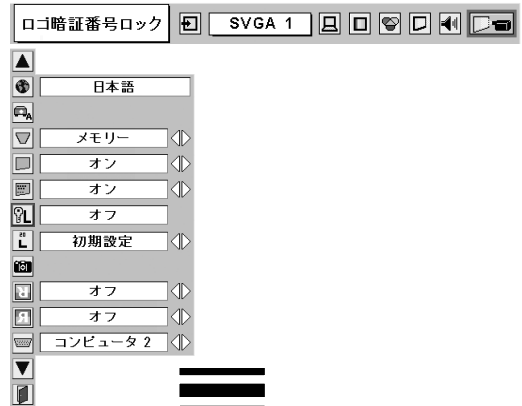 ロゴ暗証番号ロック
SVGA 1
日本語
メモリー
オン
オン
オフ
初期設定
オフ
オフ
コンピュータ 2